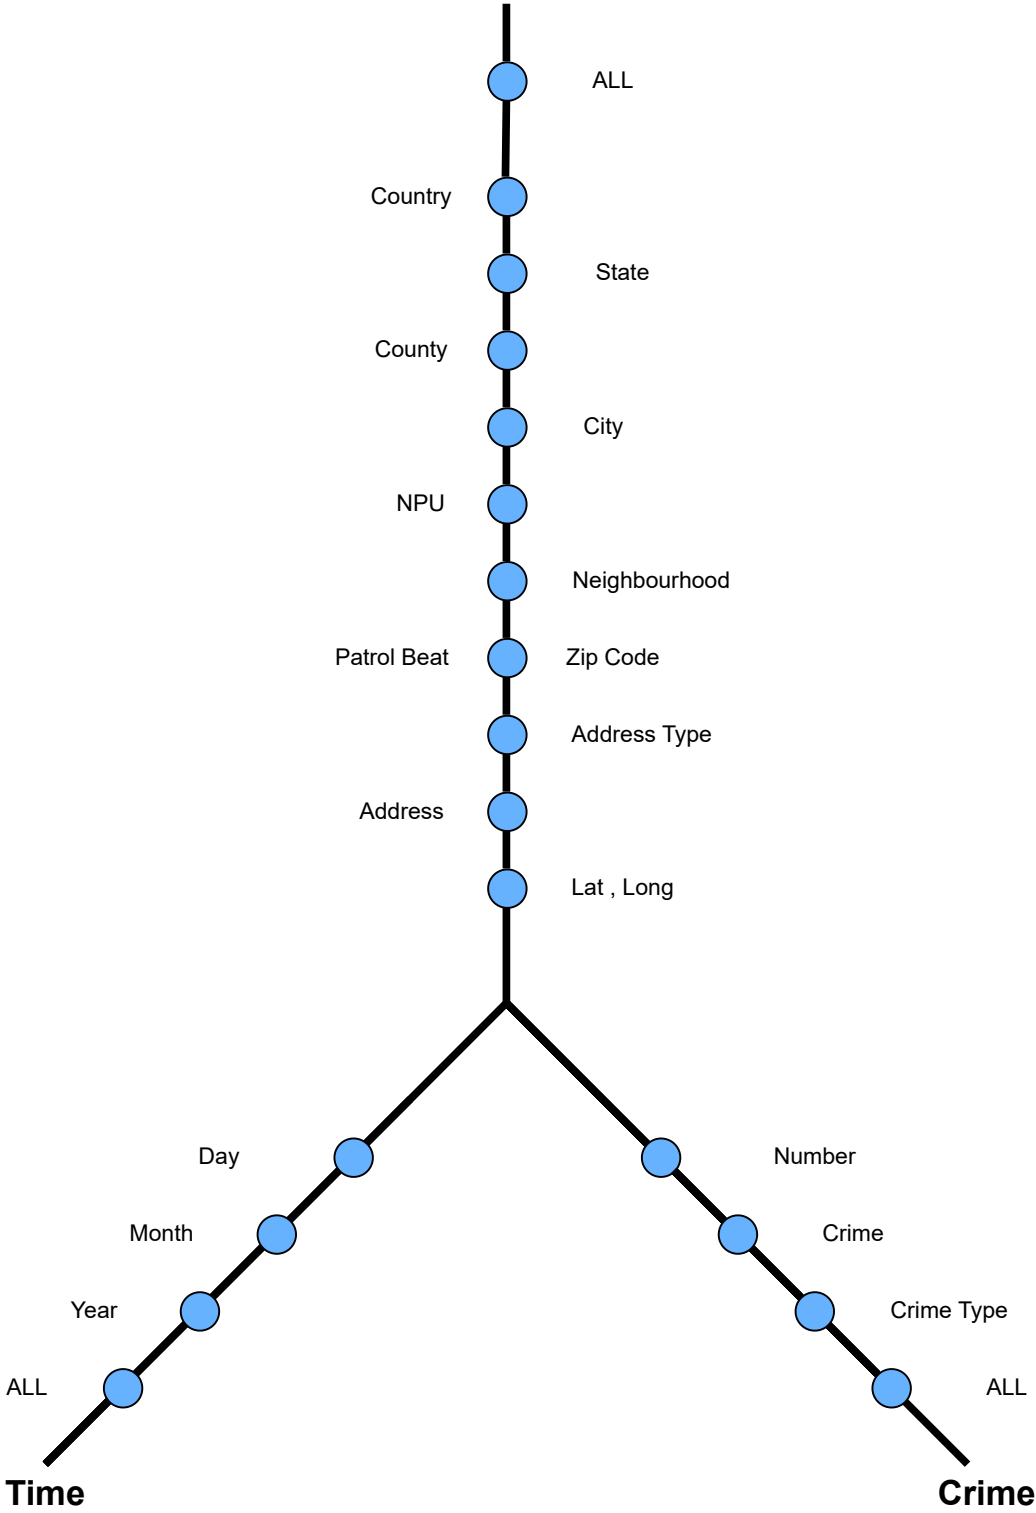 ALL
Country
State
County
City
NPU
Neighbourhood
Patrol Beat
Zip Code
Address Type
Address
Lat , Long
Day
Number
Month
Crime
Year
Crime Type
ALL
ALL
Time
Crime